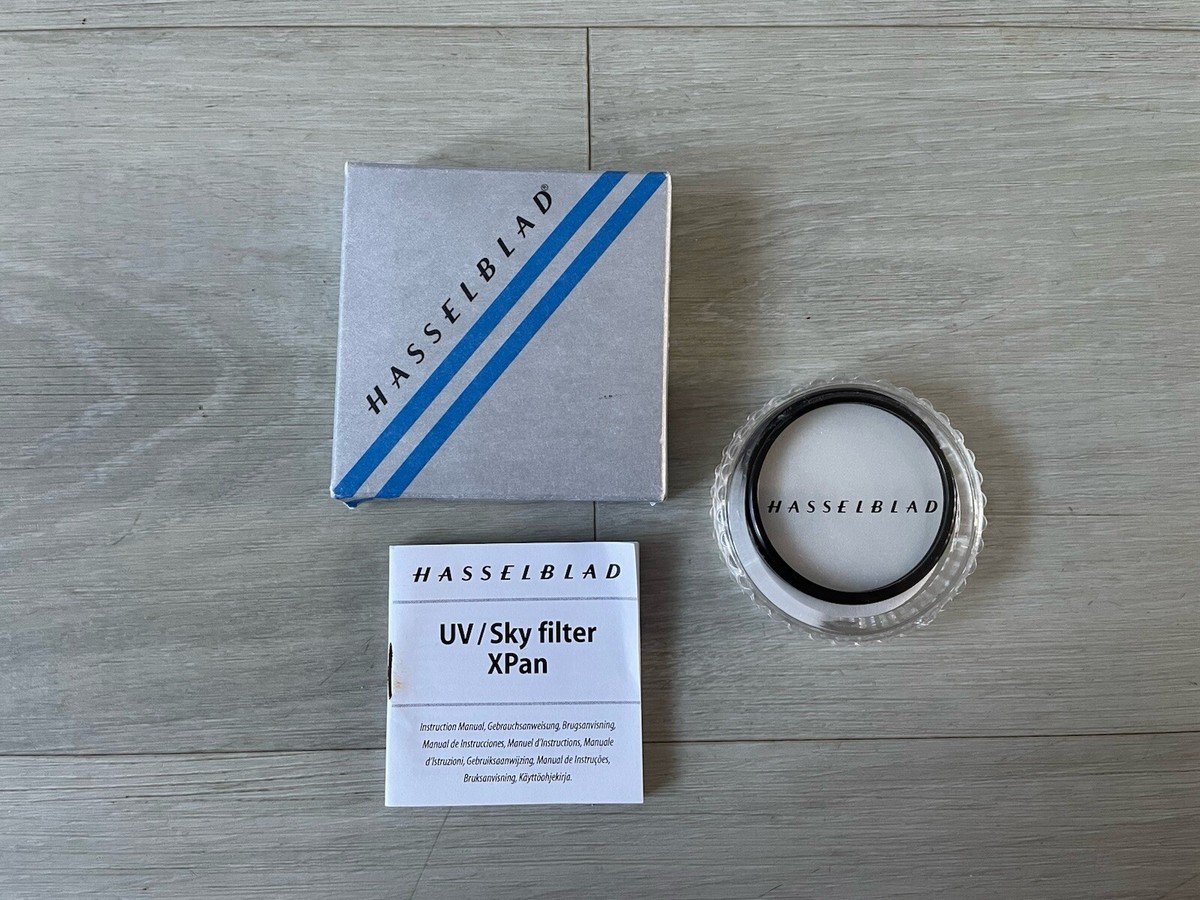 HASSELBLAD®
HASSELBLAD
HASSELBLAD
UV/Sky filter
XPan
Instruction Manual, Gebrauchsanweisung, Brugsanvisning,
Manual de Instrucciones, Manuel d'Instructions, Manuale
d'Istruzioni, Gebruiksaanwijzing, Manual de Instruções,
Bruksanvisning, Käyttöohjekirja.